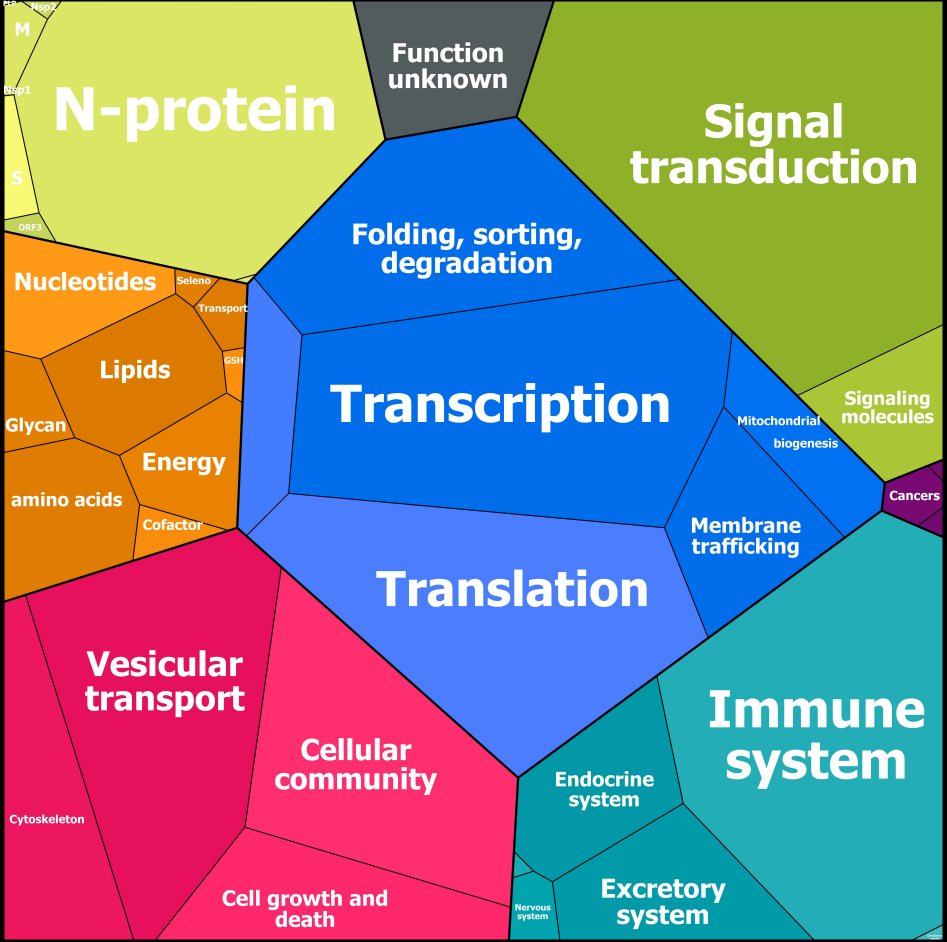 PLP
Nsp2
M
Nsp1
N-protein
S
ORF3
Function
unknown
Signal
transduction
Folding, sorting,
degradation
Nucleotides
Seleno
Transport
Lipids
GSH
Glycan
Energy
amino acids
Cofactor
Transcription
Signaling
molecules
Mitochondrial
biogenesis
Cancers
Membrane
trafficking
Translation
Vesicular
transport
Cellular
community
Cytoskeleton
Cell growth and
death
Immune
system
Endocrine
system
Excretory
system
Nervous
system